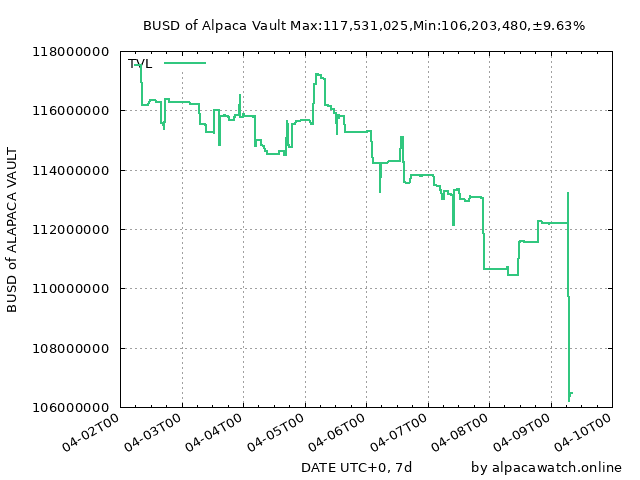 BUSD of Alpaca Vault Max:117,531,025,Min:106,203,480,±9.63%
118000000
TVL
116000000
114000000
112000000
110000000
108000000
106000000
BUSD of ALAPACA VAULT
04-02T00
04-03T00
04-04T00
04-05T00
04-06T00
04-07T00
04-08T00
04-09T00
04-10T00
DATE UTC+0, 7d
by alpacawatch.online